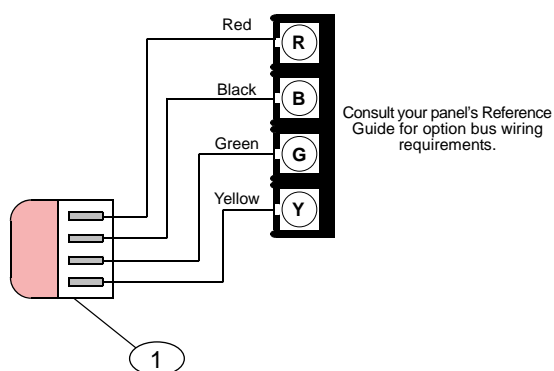 Red
R
Black
B
Consult your panel's Reference
Guide for option bus wiring
requirements.
Green
G
Yellow
Y
1